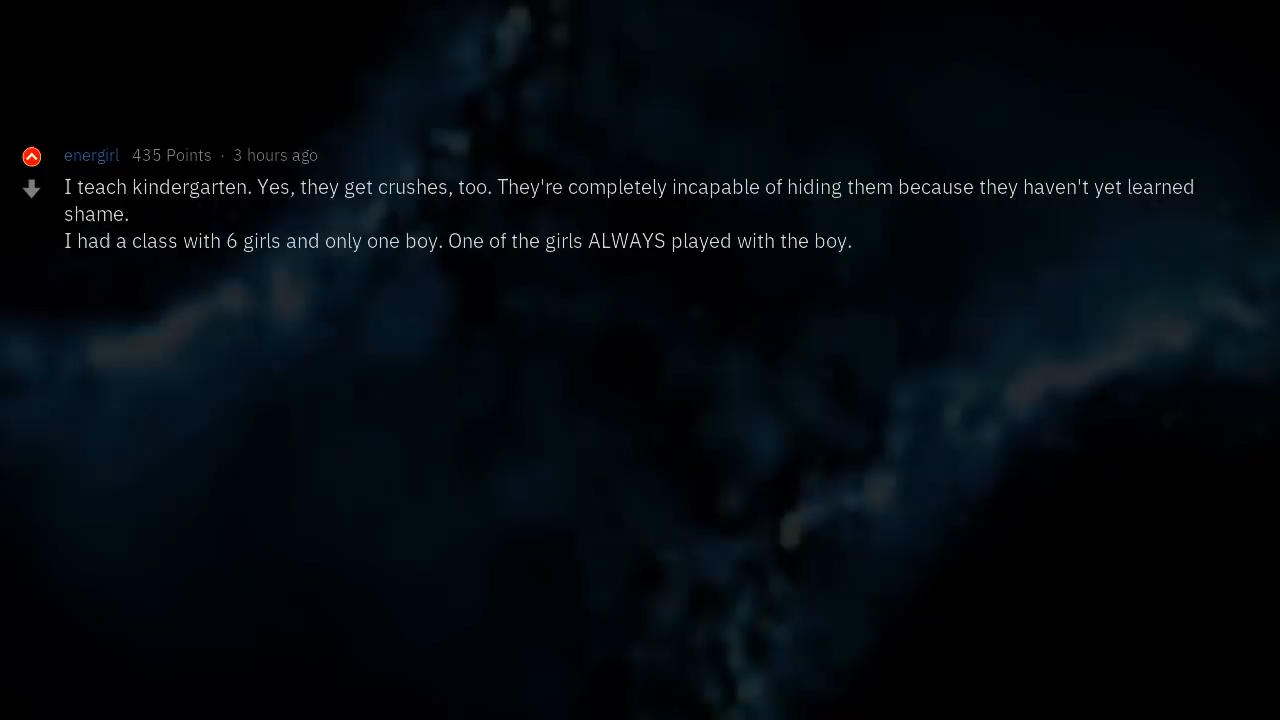 energirl 435 Points · 3 hours ago
I teach kindergarten. Yes, they get crushes, too. They're completely incapable of hiding them because they haven't yet learned
shame.
I had a class with 6 girls and only one boy. One of the girls ALWAYS played with the boy.